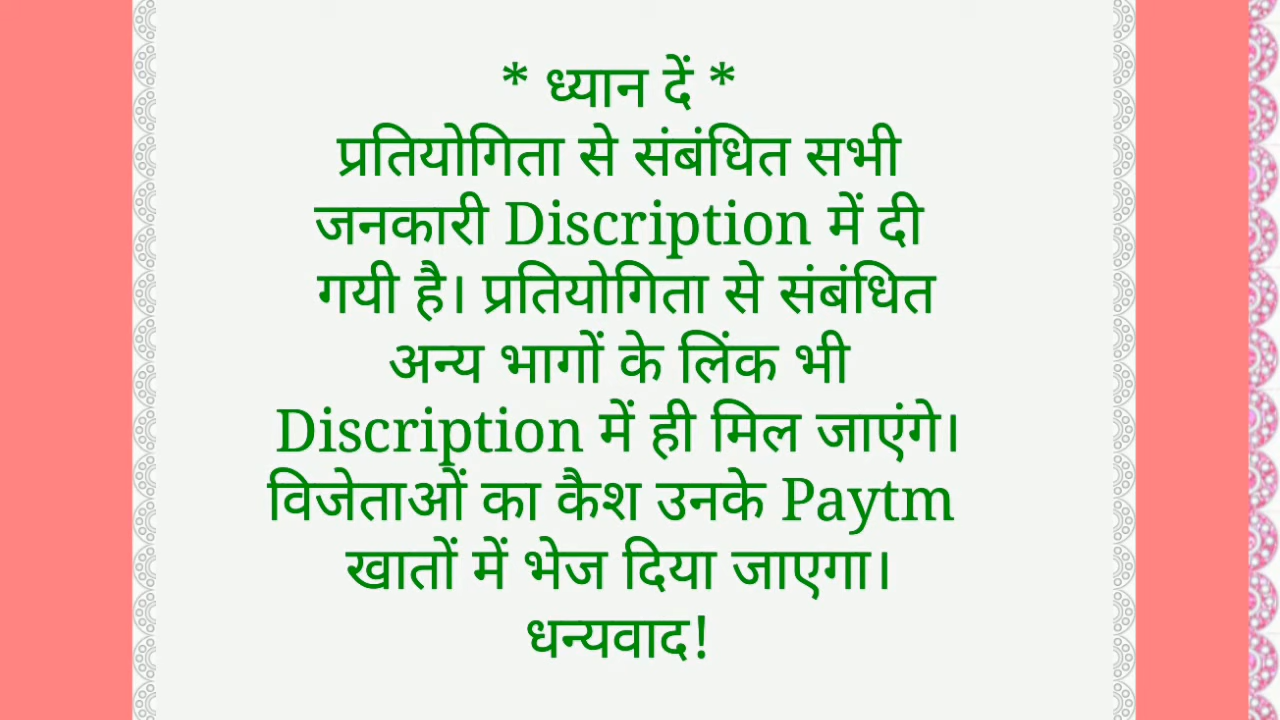 * ध्यान दें *
प्रतियोगिता से संबंधित सभी
जनकारी Discription में दी
गयी है। प्रतियोगिता से संबंधित
अन्य भागों के लिंक भी
Discription में ही मिल जाएंगे।
विजेताओं का कैश उनके Paytm
खातों में भेज दिया जाएगा।
धन्यवाद!